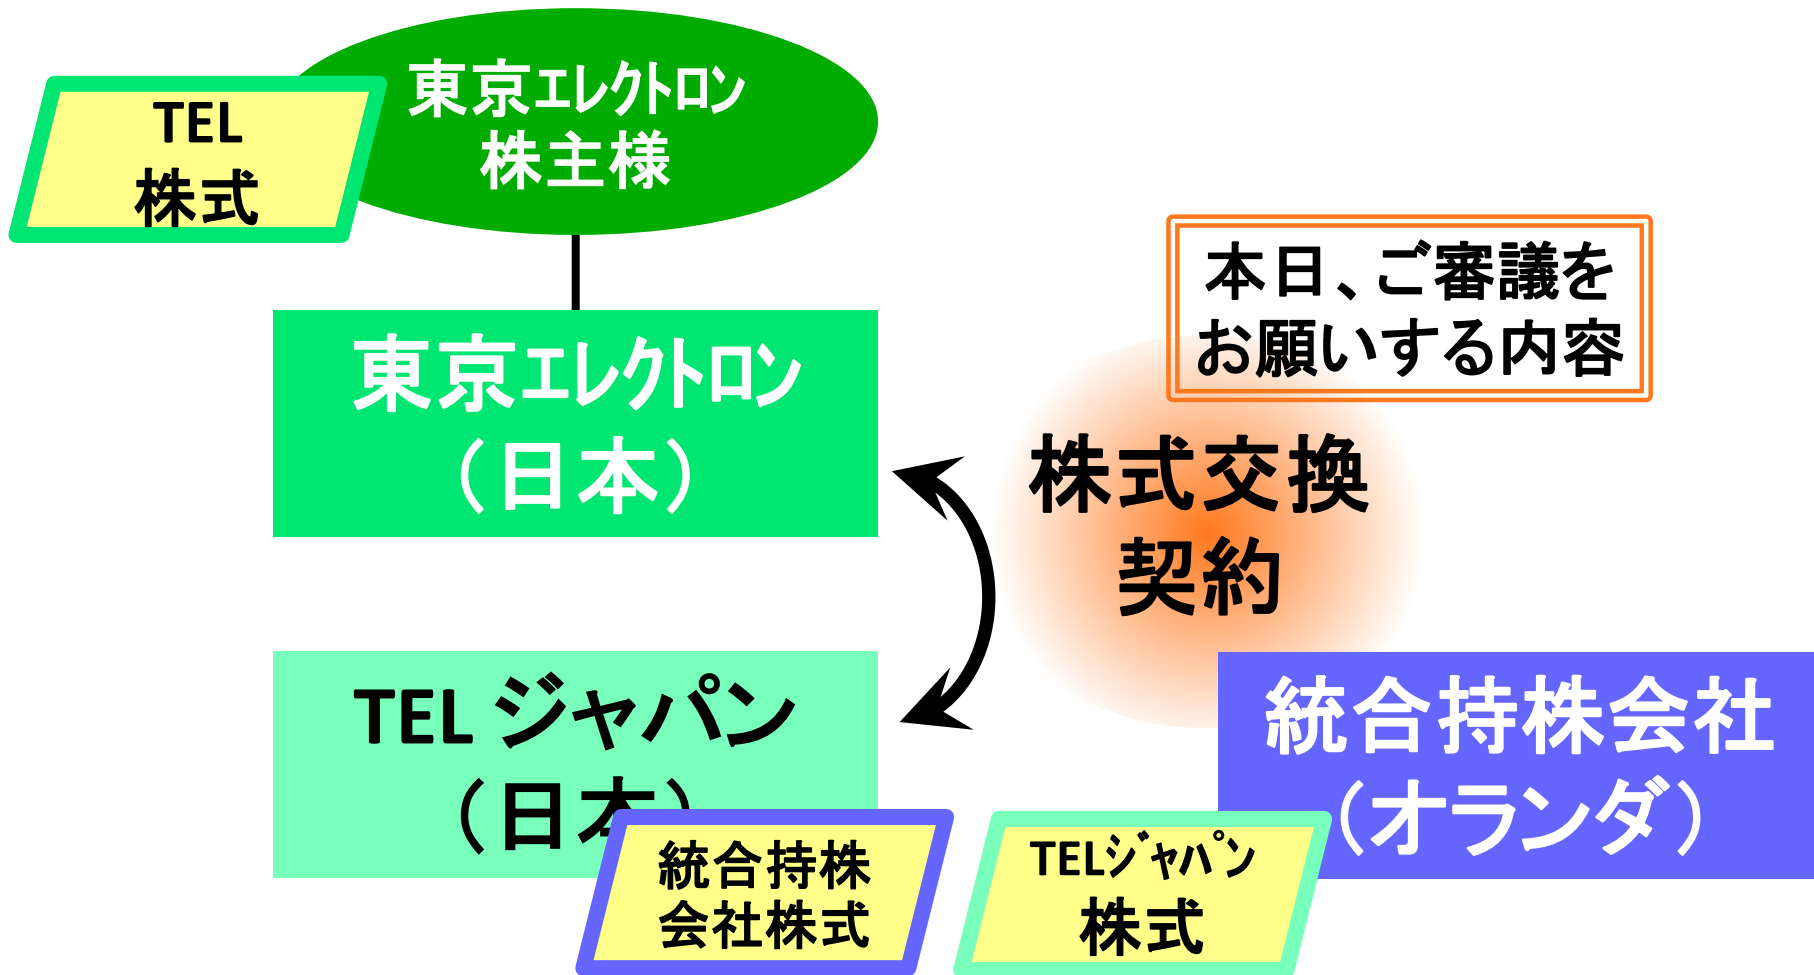 東京エレクトロン
株主様
TEL
株式
本日、ご審議を
お願いする内容
東京エレクトロン
（日本）
株式交換
契約
TEL ジャパン
（日本）
統合持株会社
（オランダ）
統合持株
会社株式
TELジャパン
株式